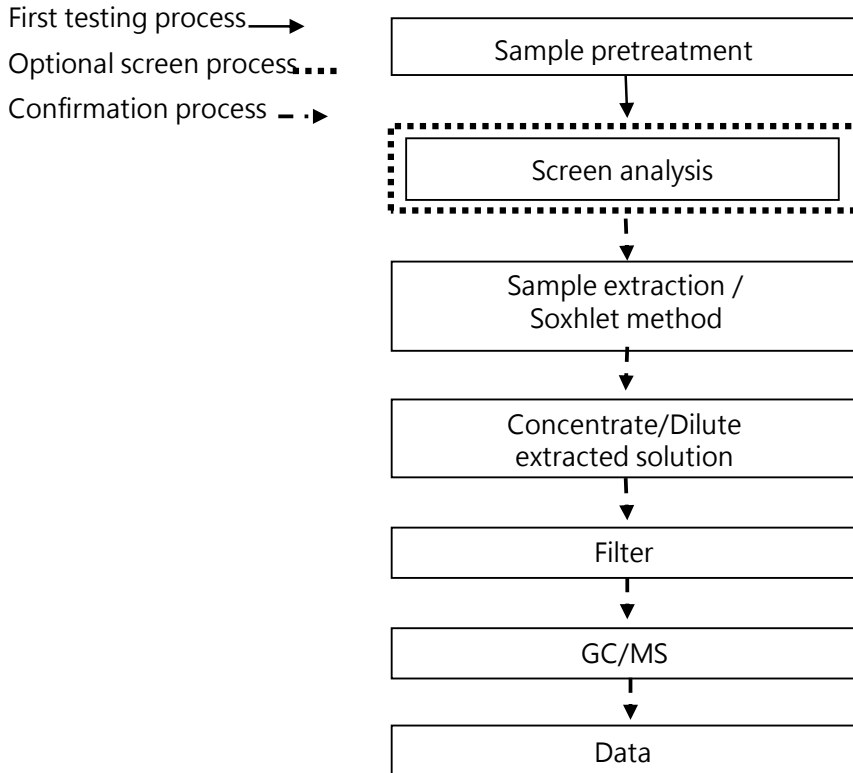 First testing process
Optional screen process
Confirmation process
Sample pretreatment
Screen analysis
Sample extraction /
Soxhlet method
Concentrate/Dilute
extracted solution
Filter
GC/MS
Data